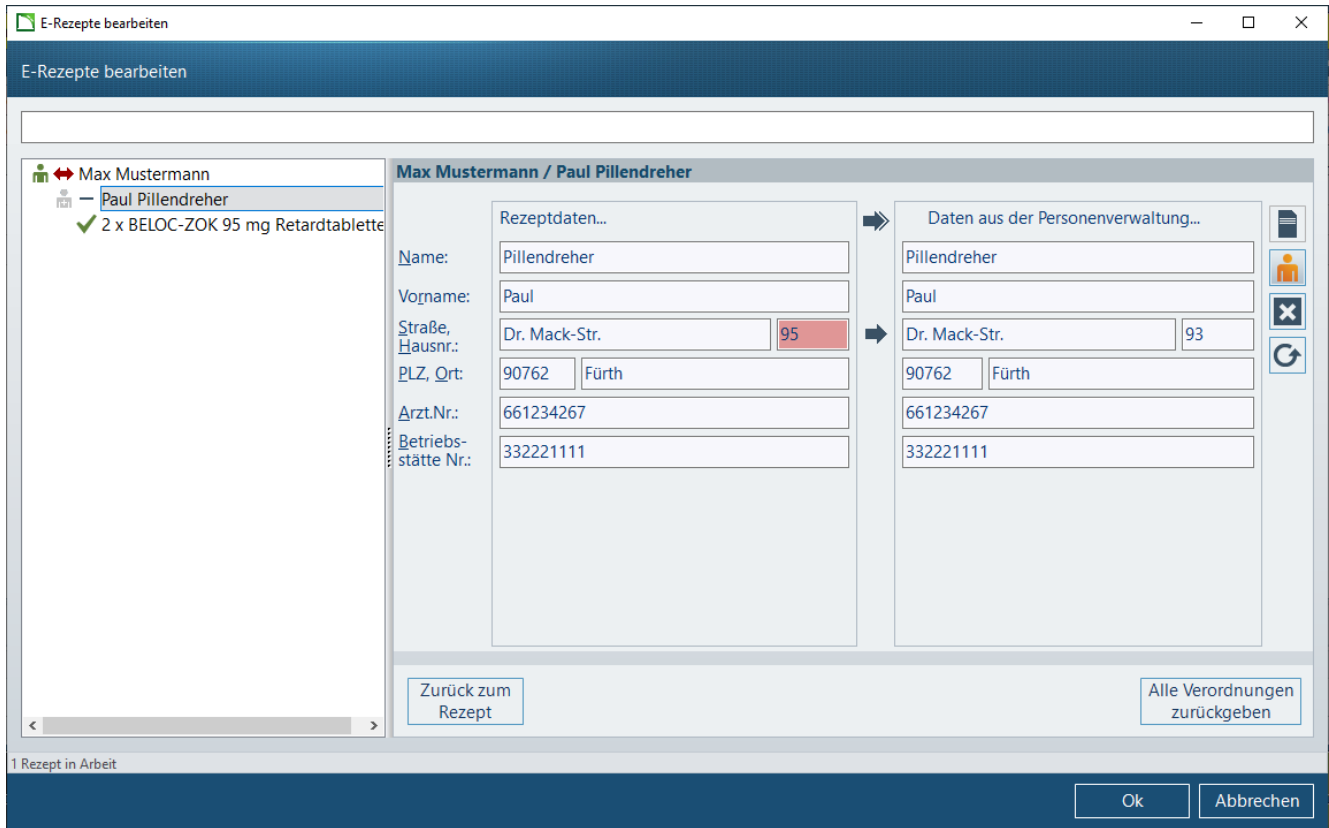 E-Rezepte bearbeiten
E-Rezepte bearbeiten
Max Mustermann
Paul Pillendreher
2 x BELOC-ZOK 95 mg Retardtablette
Max Mustermann / Paul Pillendreher
Rezeptdaten... Daten aus der Personenverwaltung...
Name: Pillendreher Pillendreher
Vorname: Paul Paul
Straße,
Hausnr.: Dr. Mack-Str. 95 Dr. Mack-Str. 93
PLZ, Ort: 90762 Fürth 90762 Fürth
Arzt.Nr.: 661234267 661234267
Betriebs-
stätte Nr.: 332221111 332221111
Zurück zum
Rezept
Alle Verordnungen
zurückgeben
1 Rezept in Arbeit
Ok Abbrechen